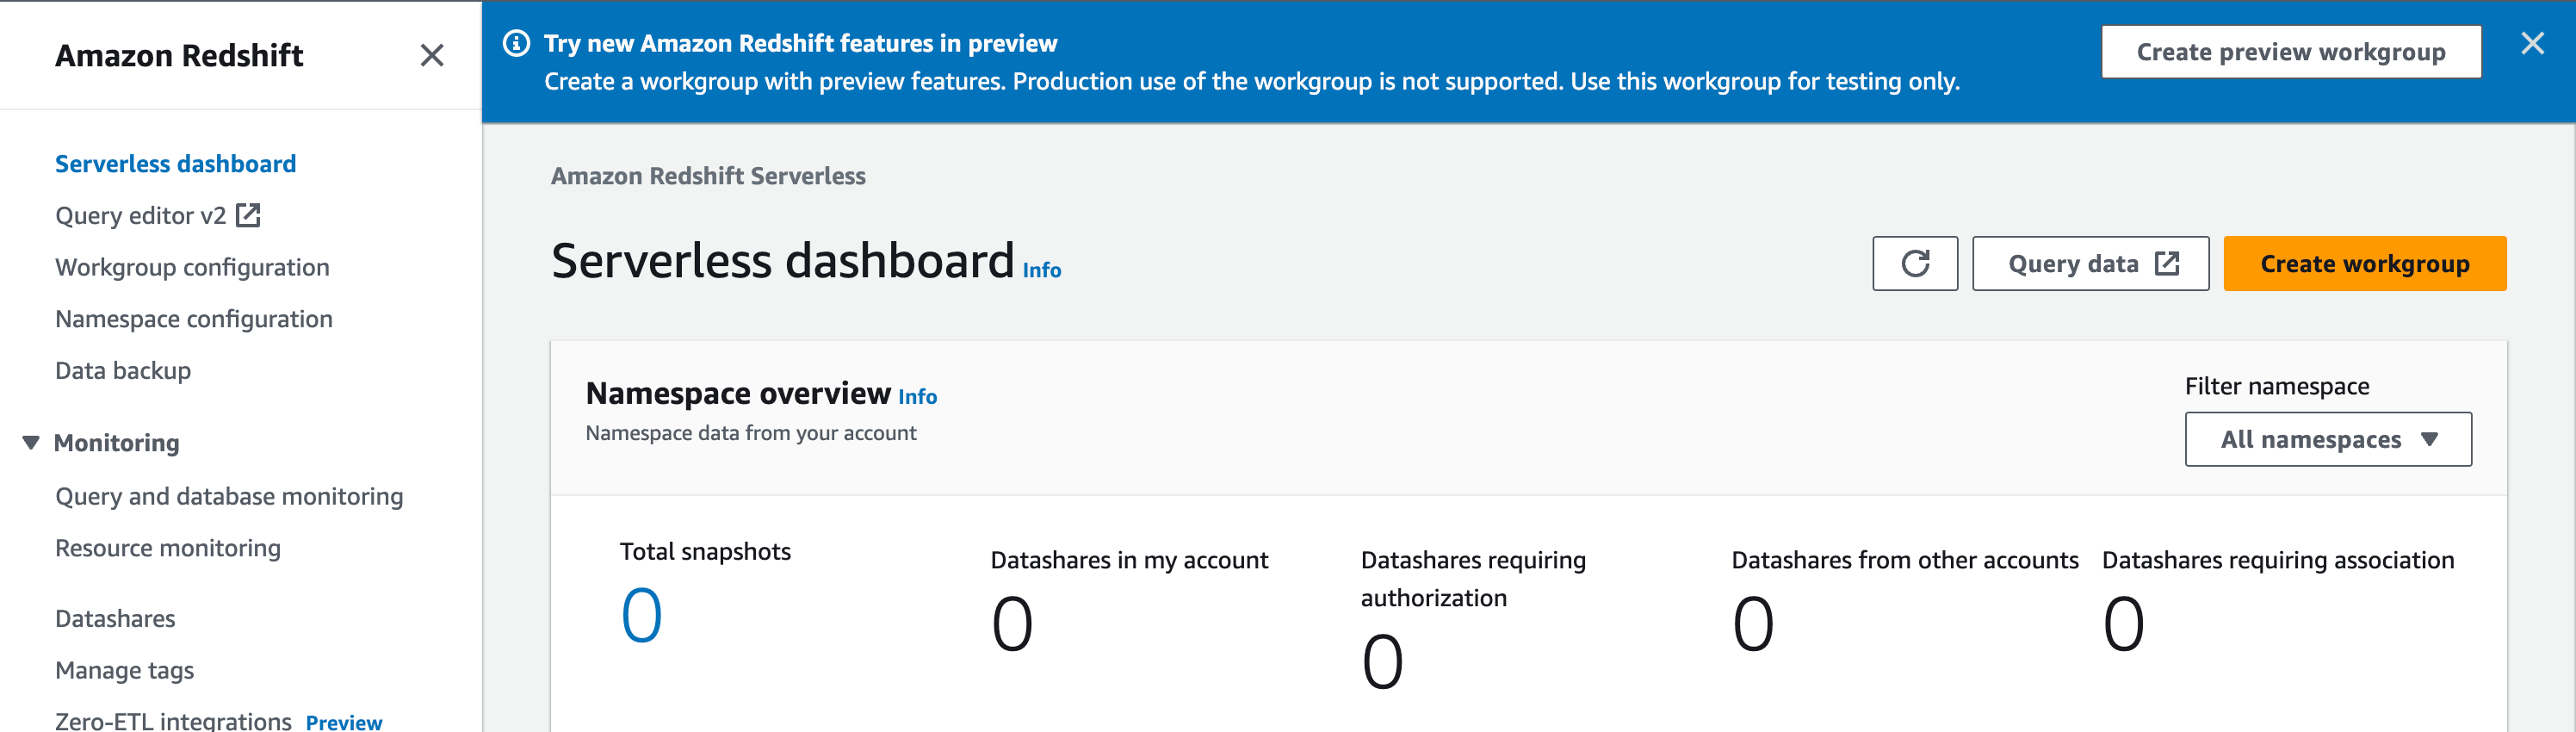 Amazon Redshift
Serverless dashboard
Query editor v2
Workgroup configuration
Namespace configuration
Data backup
Monitoring
Query and database monitoring
Resource monitoring
Datashares
Manage tags
Zero-ETL integrations Preview
Try new Amazon Redshift features in preview
Create a workgroup with preview features. Production use of the workgroup is not supported. Use this workgroup for testing only.
Create preview workgroup
Amazon Redshift Serverless
Serverless dashboard Info
Query data
Create workgroup
Namespace overview Info
Namespace data from your account
Filter namespace
All namespaces
Total snapshots
0
Datashares in my account
0
Datashares requiring
authorization
0
Datashares from other accounts
0
Datashares requiring association
0